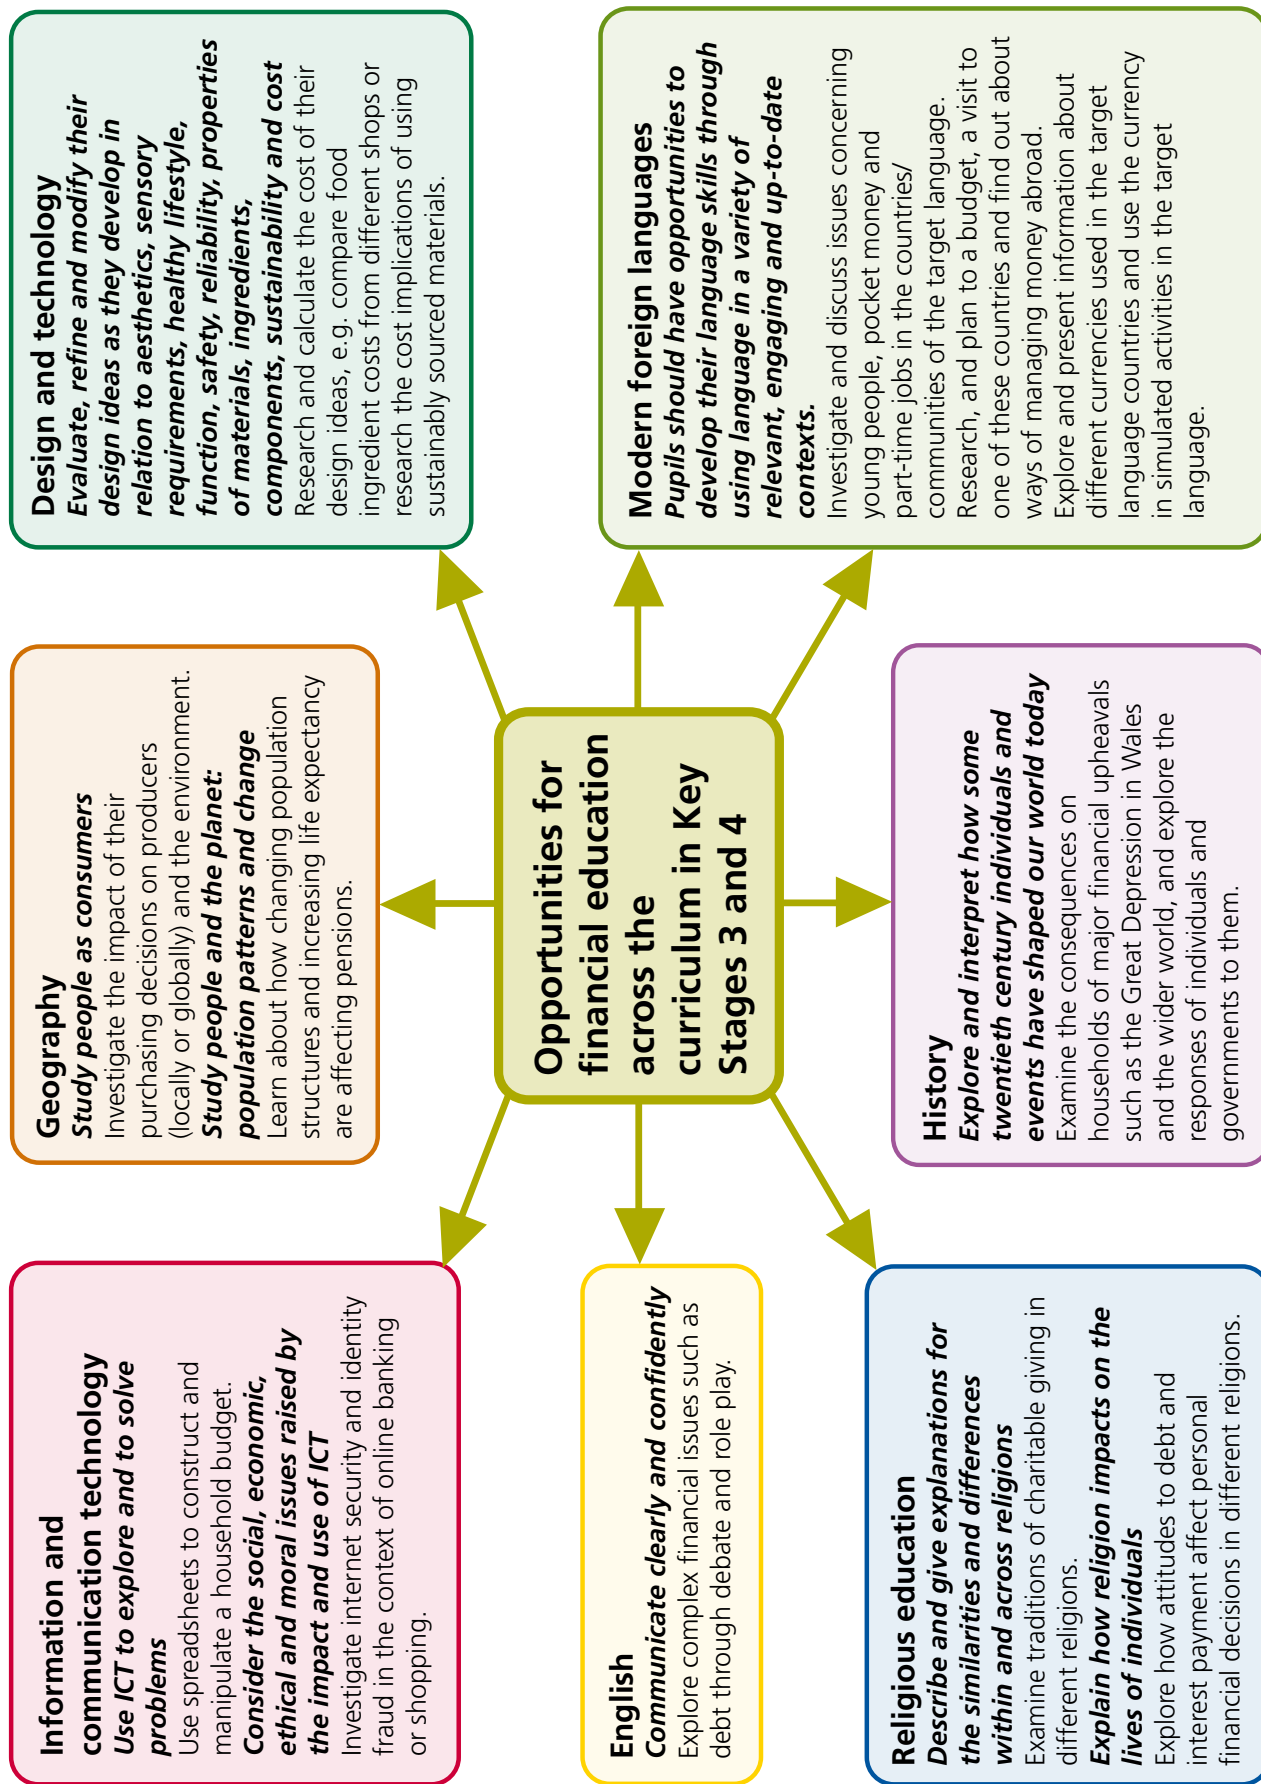 Information and
communication technology
Use ICT to explore and to solve
problems
Use spreadsheets to construct and
manipulate a household budget.
Consider the social, economic,
ethical and moral issues raised by
the impact and use of ICT
Investigate internet security and identity
fraud in the context of online banking
or shopping.
Geography
Study people as consumers
Investigate the impact of their
purchasing decisions on producers
(locally or globally) and the environment.
Study people and the planet:
population patterns and change
Learn about how changing population
structures and increasing life expectancy
are affecting pensions.
Design and technology
Evaluate, refine and modify their
design ideas as they develop in
relation to aesthetics, sensory
requirements, healthy lifestyle,
function, safety, reliability, properties
of materials, ingredients,
components, sustainability and cost
Research and calculate the cost of their
design ideas, e.g. compare food
ingredient costs from different shops or
research the cost implications of using
sustainably sourced materials.
English
Communicate clearly and confidently
Explore complex financial issues such as
debt through debate and role play.
Opportunities for
financial education
across the
curriculum in Key
Stages 3 and 4
Modern foreign languages
Pupils should have opportunities to
develop their language skills through
using language in a variety of
relevant, engaging and up-to-date
contexts.
Investigate and discuss issues concerning
young people, pocket money and
part-time jobs in the countries/
communities of the target language.
Research, and plan to a budget, a visit to
one of these countries and find out about
ways of managing money abroad.
Explore and present information about
different currencies used in the target
language countries and use the currency
in simulated activities in the target
language.
Religious education
Describe and give explanations for
the similarities and differences
within and across religions
Examine traditions of charitable giving in
different religions.
Explain how religion impacts on the
lives of individuals
Explore how attitudes to debt and
interest payment affect personal
financial decisions in different religions.
History
Explore and interpret how some
twentieth century individuals and
events have shaped our world today
Examine the consequences on
households of major financial upheavals
such as the Great Depression in Wales
and the wider world, and explore the
responses of individuals and
governments to them.